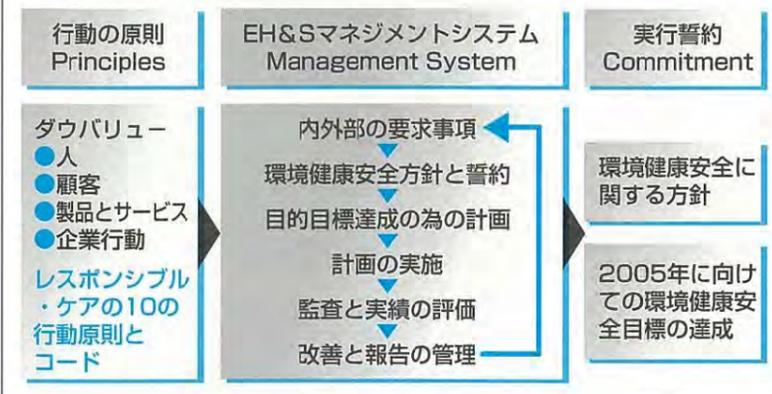 行動の原則
Principles
EH&Sマネジメントシステム
Management System
実行誓約
Commitment
ダウバリュー
●人
●顧客
●製品とサービス
●企業行動
レスポンシブル
・ケアの10の
行動原則と
コード
内外部の要求事項
環境健康安全方針と誓約
目的目標達成の為の計画
計画の実施
監査と実績の評価
改善と報告の管理
環境健康安全に
関する方針
2005年に向け
ての環境健康安
全目標の達成